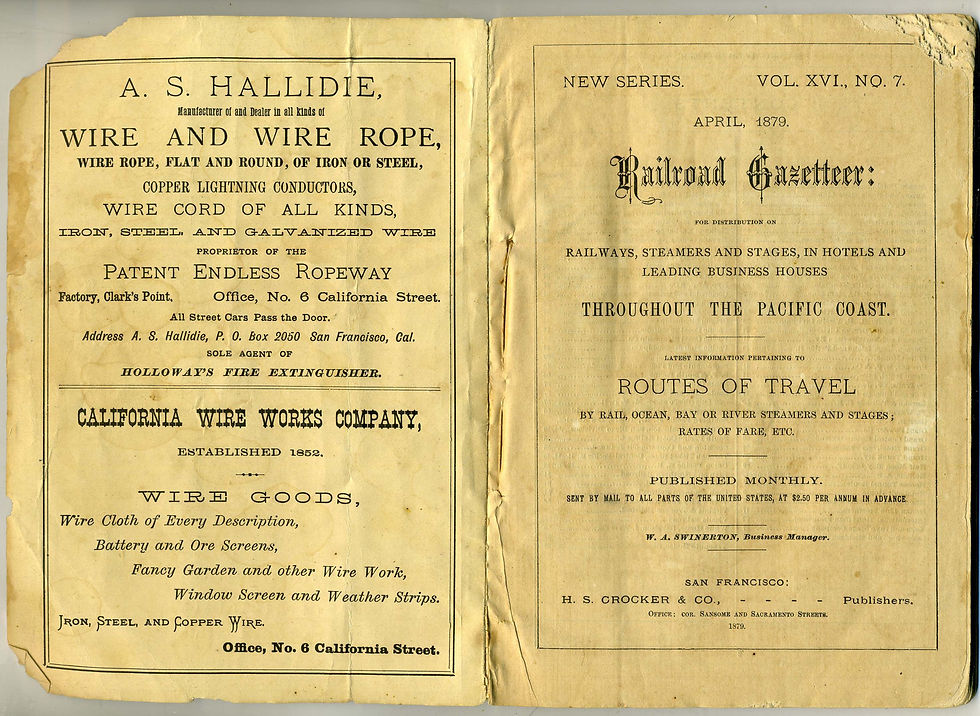 A. S. HALLIDIE,
Manufacturer of and Dealer in all kinds of
WIRE AND WIRE ROPE,
WIRE ROPE, FLAT AND ROUND, OF IRON OR STEEL,
COPPER LIGHTNING CONDUCTORS,
WIRE CORD OF ALL KINDS,
IRON, STEEL, AND GALVANIZED WIRE
PROPRIETOR OF THE
PATENT ENDLESS ROPEWAY
Factory, Clark's Point. Office, No. 6 California Street.
All Street Cars Pass the Door.
Address A. S. Hallidie, P. O. Box 2050 San Francisco, Cal.
SOLE AGENT OF
HOLLOWAY'S FIRE EXTINGUISHER.
CALIFORNIA WIRE WORKS COMPANY,
ESTABLISHED 1852.
WIRE GOODS,
Wire Cloth of Every Description,
Battery and Ore Screens,
Fancy Garden and other Wire Work,
Window Screen and Weather Strips.
IRON, STEEL, AND COPPER WIRE.
Office, No. 6 California Street.
NEW SERIES. VOL. XVI., NO. 7.
APRIL, 1879.
Railroad Gazetteer:
FOR DISTRIBUTION ON
RAILWAYS, STEAMERS AND STAGES, IN HOTELS AND
LEADING BUSINESS HOUSES
THROUGHOUT THE PACIFIC COAST.
LATEST INFORMATION PERTAINING TO
ROUTES OF TRAVEL
BY RAIL, OCEAN, BAY OR RIVER STEAMERS AND STAGES;
RATES OF FARE, ETC.
PUBLISHED MONTHLY.
SENT BY MAIL TO ALL PARTS OF THE UNITED STATES, AT $2.50 PER ANNUM IN ADVANCE.
W. A. SWINERTON, Business Manager.
SAN FRANCISCO:
H. S. CROCKER & CO., - - - - Publishers.
OFFICE: COR. SANSOME AND SACRAMENTO STREETS.
1879.